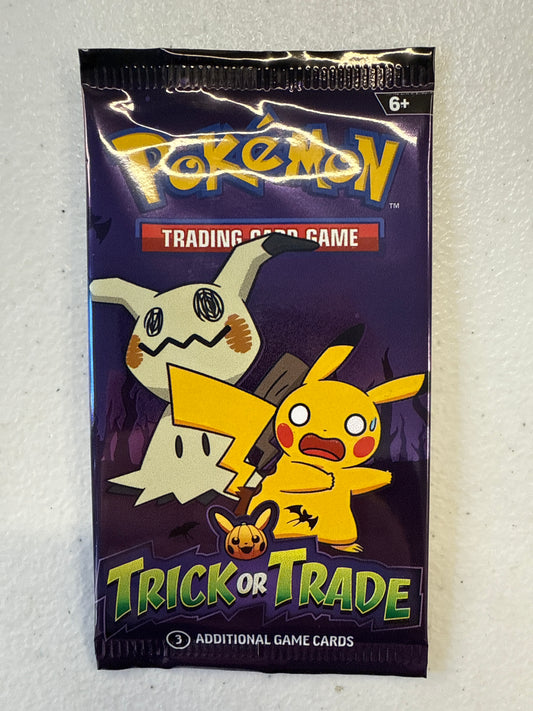 6+
POKéMON
TM
TRADING CARD GAME
TRICK OR TRADE
3 ADDITIONAL GAME CARDS